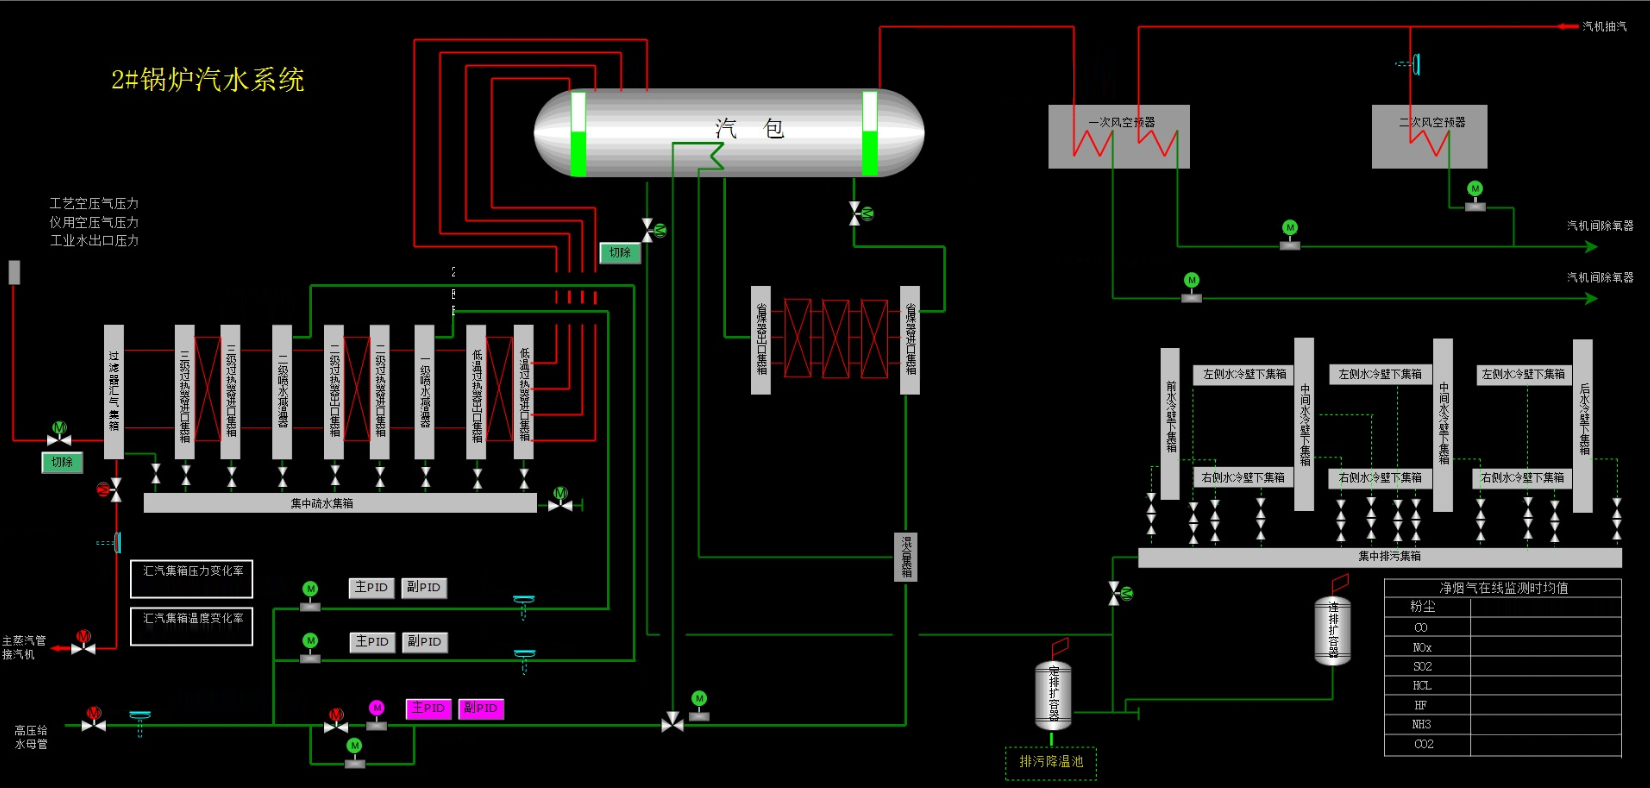 汽机抽汽
2#锅炉汽水系统
汽 包
一次风空预器
二次风空预器
M
工艺空压气压力
仪用空压气压力
工业水出口压力
M
M
M
汽机间除氧器
切除
汽机间除氧器
M
2
过滤器汇气集箱
三级过热器进口集箱
三级过热器进口集箱
二级喷水减温器
二级过热器出口集箱
二级过热器进口集箱
一级喷水减温器
低温过热器出口集箱
低温过热器进口集箱
省煤器出口集箱
省煤器进口集箱
前水冷壁下集箱
左侧水冷壁下集箱
中间水冷壁下集箱
左侧水冷壁下集箱
中间水冷壁下集箱
左侧水冷壁下集箱
后水冷壁下集箱
M
切除
右侧水冷壁下集箱
右侧水冷壁下集箱
右侧水冷壁下集箱
M
集中疏水集箱
M
混合集箱
集中排污集箱
汇汽集箱压力变化率
M
主PID
副PID
M
汇汽集箱温度变化率
M
主PID
副PID
连排扩容器
净烟气在线监测时均值
粉尘
CO
NOx
SO2
HCL
HF
NH3
CO2
主蒸汽管
接汽机
M
定排扩容器
高压给
水母管
M
M
M
主PID
副PID
M
M
排污降温池